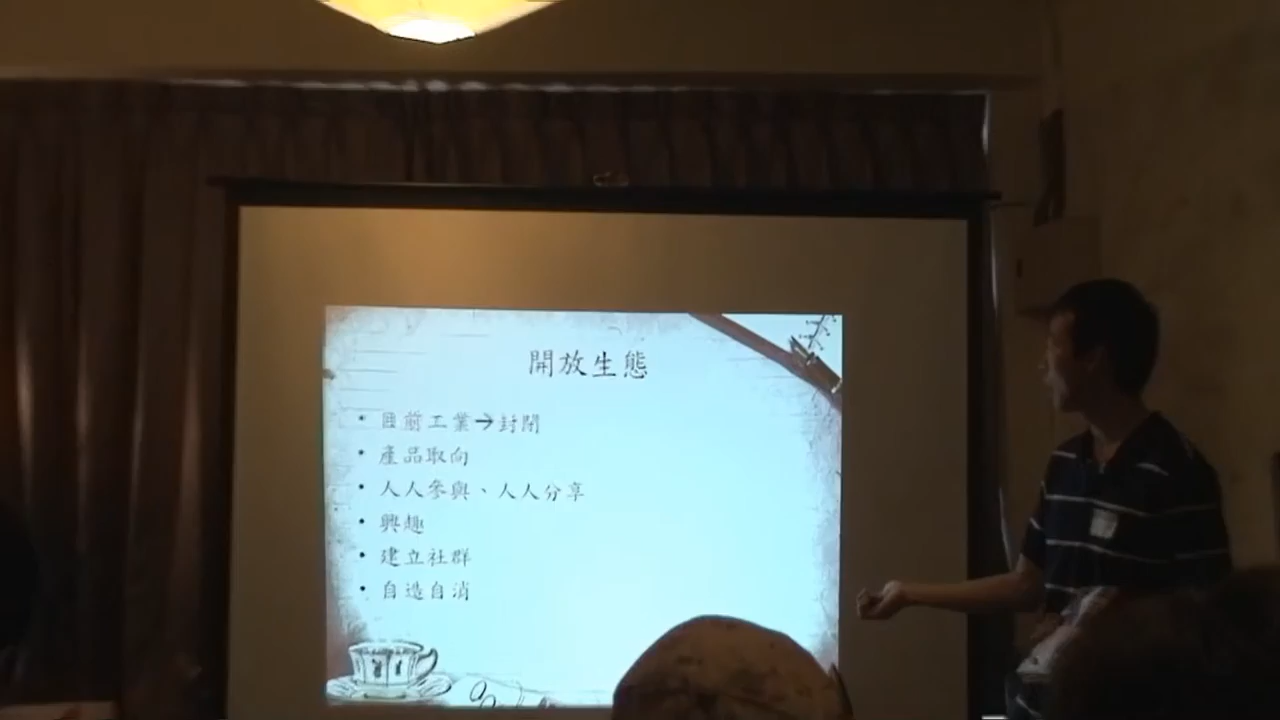 開放生態
• 目前工業→封閉
• 產品取向
• 人人參與、人人分享
• 興趣
• 建立社群
• 自造自消